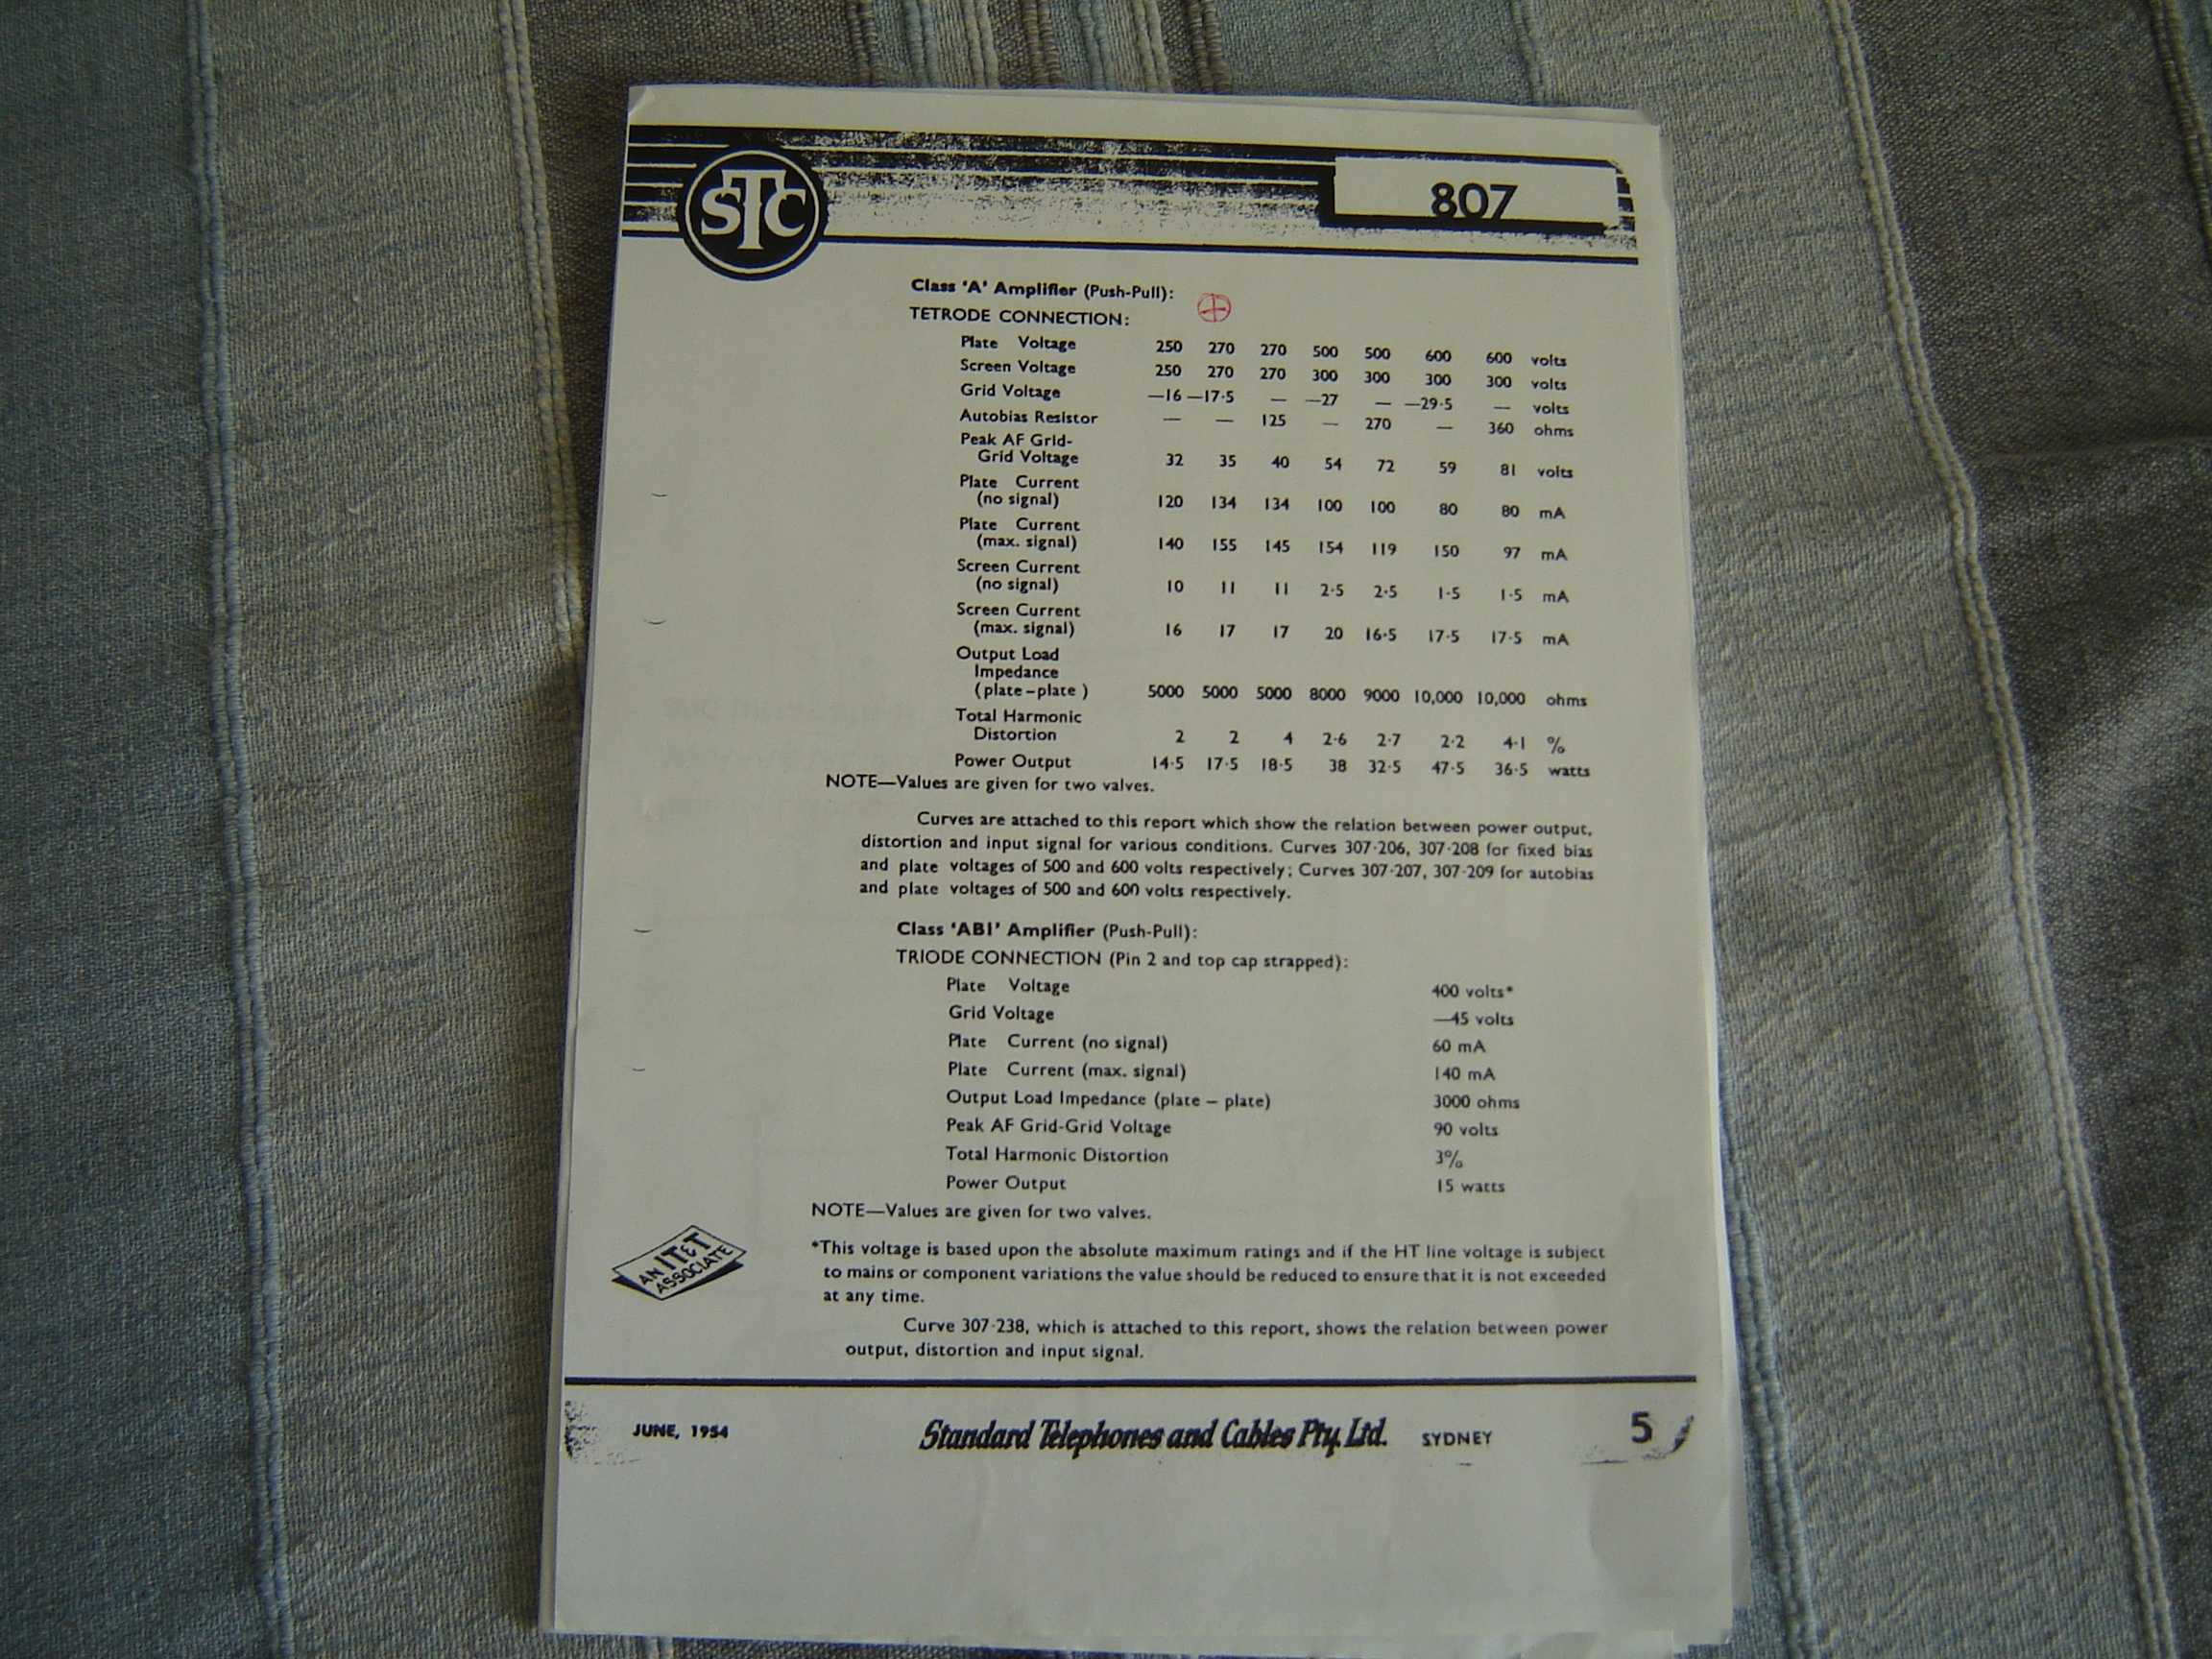 STC
807
Class 'A' Amplifier (Push-Pull):
TETRODE CONNECTION:
Plate Voltage 250 270 270 500 500 600 600 volts
Screen Voltage 250 270 270 300 300 300 300 volts
Grid Voltage —16 —17·5 — —27 — —29·5 — volts
Autobias Resistor — — 125 — 270 — 360 ohms
Peak AF Grid-
Grid Voltage 32 35 40 54 72 59 81 volts
Plate Current
(no signal) 120 134 134 100 100 80 80 mA
Plate Current
(max. signal) 140 155 145 154 119 150 97 mA
Screen Current
(no signal) 10 11 11 2·5 2·5 1·5 1·5 mA
Screen Current
(max. signal) 16 17 17 20 16·5 17·5 17·5 mA
Output Load
Impedance
(plate–plate) 5000 5000 5000 8000 9000 10,000 10,000 ohms
Total Harmonic
Distortion 2 2 4 2·6 2·7 2·2 4·1 %
Power Output 14·5 17·5 18·5 38 32·5 47·5 36·5 watts
NOTE—Values are given for two valves.
Curves are attached to this report which show the relation between power output,
distortion and input signal for various conditions. Curves 307·206, 307·208 for fixed bias
and plate voltages of 500 and 600 volts respectively; Curves 307·207, 307·209 for autobias
and plate voltages of 500 and 600 volts respectively.
Class 'AB1' Amplifier (Push-Pull):
TRIODE CONNECTION (Pin 2 and top cap strapped):
Plate Voltage 400 volts*
Grid Voltage —45 volts
Plate Current (no signal) 60 mA
Plate Current (max. signal) 140 mA
Output Load Impedance (plate – plate) 3000 ohms
Peak AF Grid-Grid Voltage 90 volts
Total Harmonic Distortion 3%
Power Output 15 watts
NOTE—Values are given for two valves.
*This voltage is based upon the absolute maximum ratings and if the HT line voltage is subject
to mains or component variations the value should be reduced to ensure that it is not exceeded
at any time.
AN IT&T
ASSOCIATE
Curve 307·238, which is attached to this report, shows the relation between power
output, distortion and input signal.
JUNE, 1954 Standard Telephones and Cables Pty. Ltd. SYDNEY 5